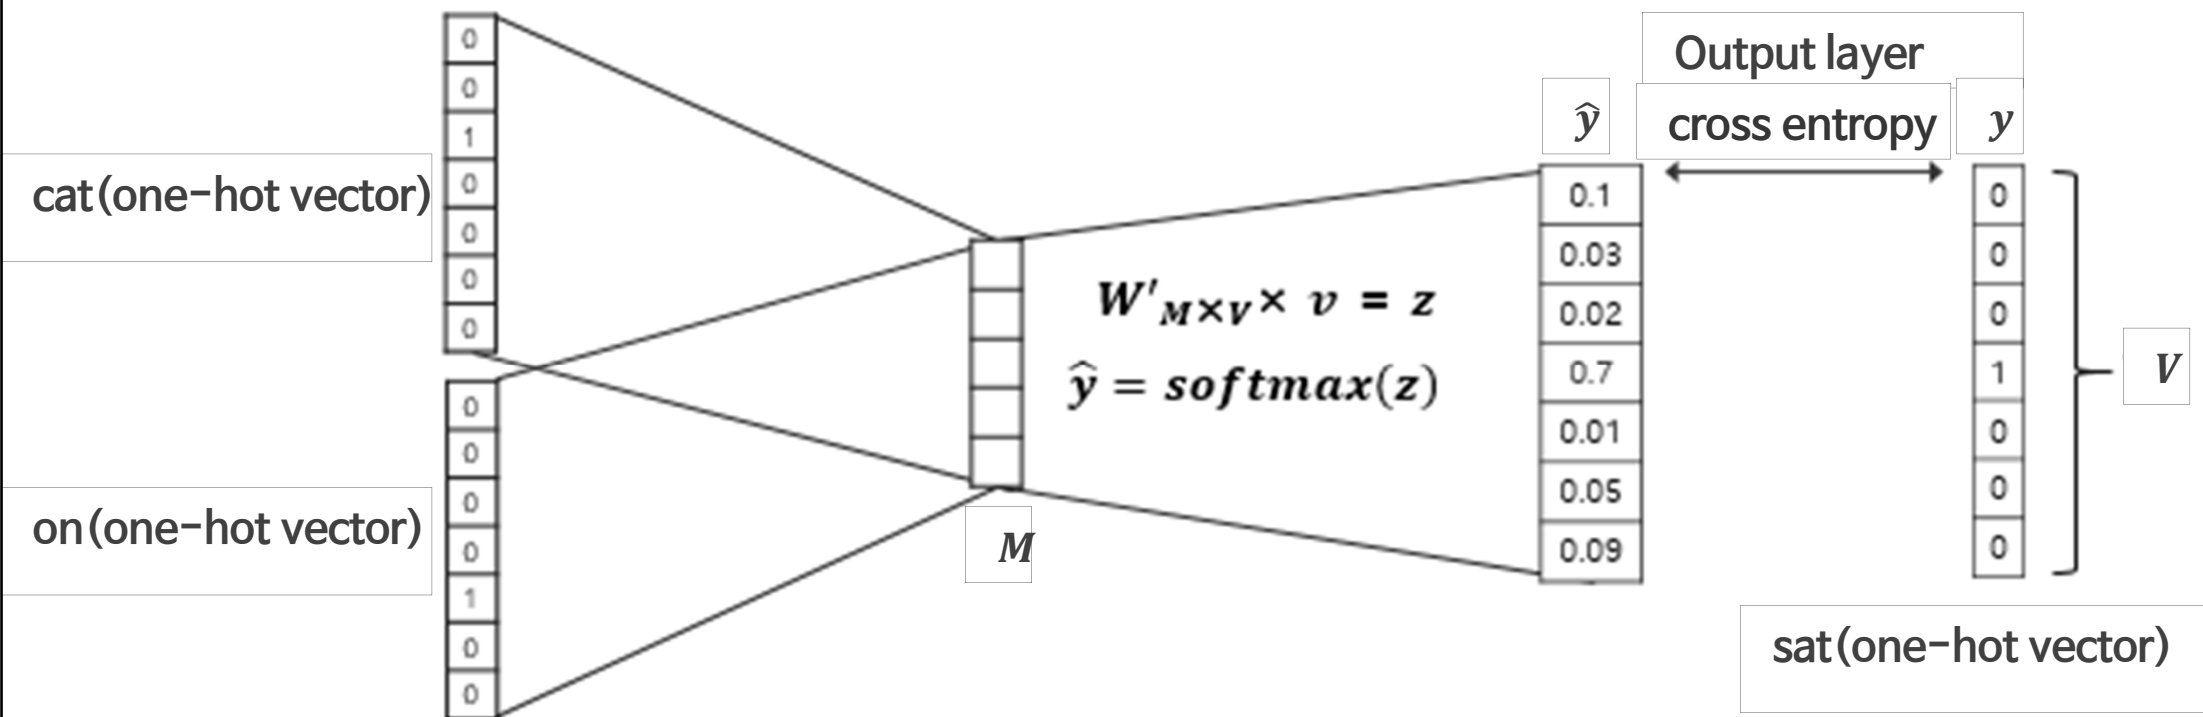 0
0
1
0
0
0
0
cat(one-hot vector)
0
0
0
0
1
0
0
on(one-hot vector)
M
W'M×V × v = z
ŷ = softmax(z)
Output layer
ŷ
cross entropy
y
0.1
0.03
0.02
0.7
0.01
0.05
0.09
0
0
0
1
0
0
0
V
sat(one-hot vector)